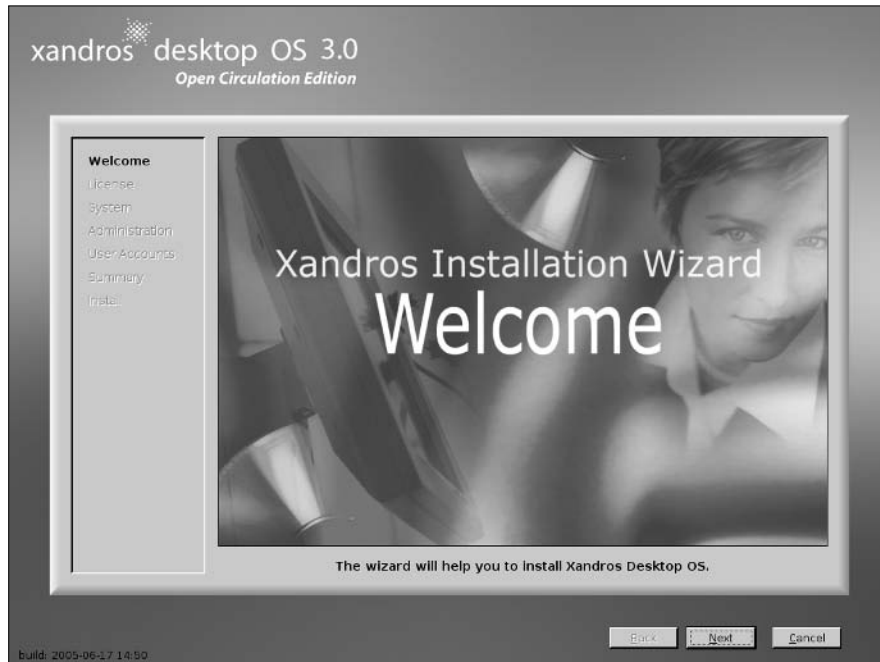 xandros desktop OS 3.0
Open Circulation Edition
Welcome
License
System
Administration
User Accounts
Summary
Install
Xandros Installation Wizard
Welcome
The wizard will help you to install Xandros Desktop OS.
Back
Next
Cancel
build: 2005-06-17 14:50